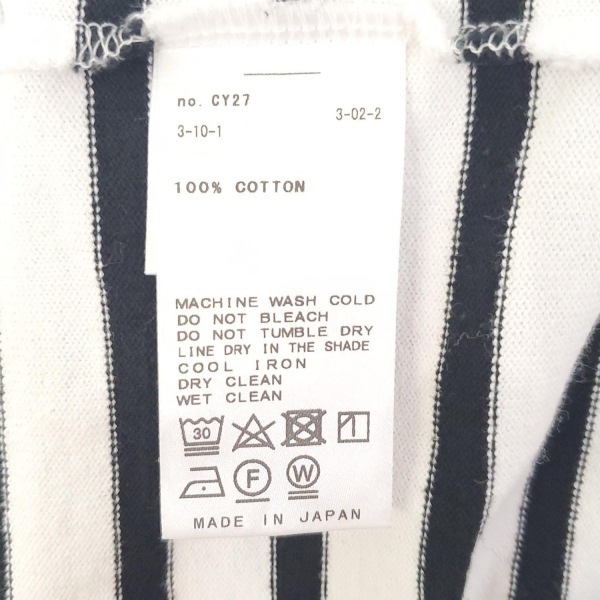 no. CY27
3-02-2
3-10-1
100% COTTON
MACHINE WASH COLD
DO NOT BLEACH
DO NOT TUMBLE DRY
LINE DRY IN THE SHADE
COOL IRON
DRY CLEAN
WET CLEAN
30
F W
MADE IN JAPAN